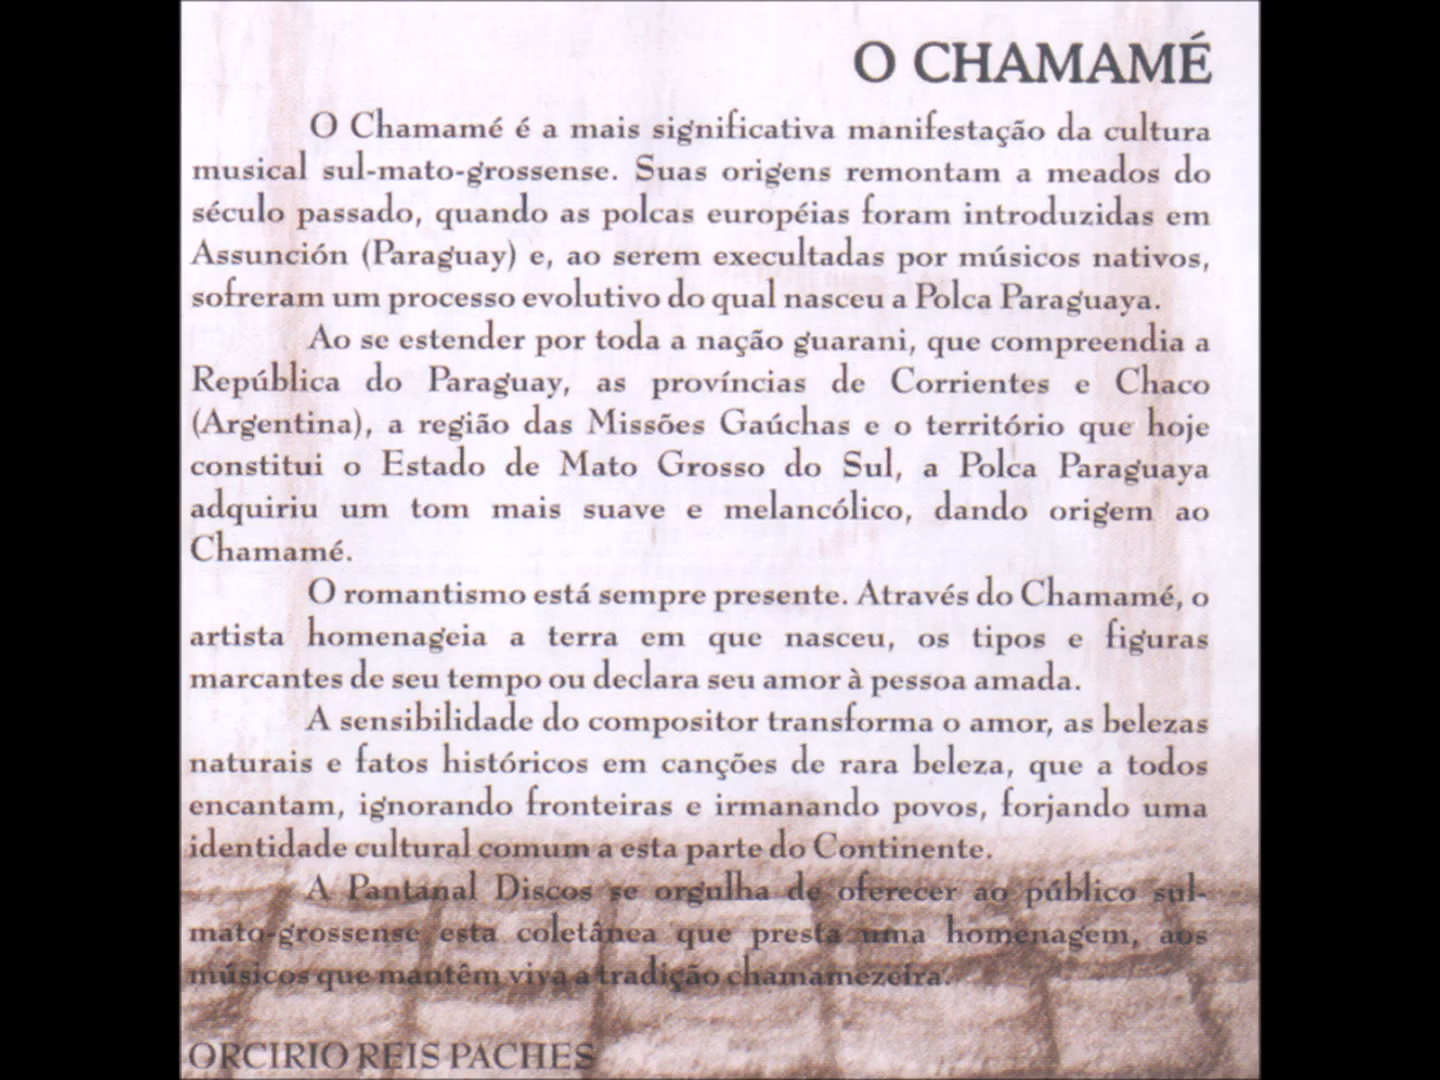 O CHAMAMÉ
O Chamamé é a mais significativa manifestação da cultura
musical sul-mato-grossense. Suas origens remontam a meados do
século passado, quando as polcas européias foram introduzidas em
Assunción (Paraguay) e, ao serem execultadas por músicos nativos,
sofreram um processo evolutivo do qual nasceu a Polca Paraguaya.
Ao se estender por toda a nação guarani, que compreendia a
República do Paraguay, as províncias de Corrientes e Chaco
(Argentina), a região das Missões Gaúchas e o território que hoje
constitui o Estado de Mato Grosso do Sul, a Polca Paraguaya
adquiriu um tom mais suave e melancólico, dando origem ao
Chamamé.
O romantismo está sempre presente. Através do Chamamé, o
artista homenageia a terra em que nasceu, os tipos e figuras
marcantes de seu tempo ou declara seu amor à pessoa amada.
A sensibilidade do compositor transforma o amor, as belezas
naturais e fatos históricos em canções de rara beleza, que a todos
encantam, ignorando fronteiras e irmanando povos, forjando uma
identidade cultural comum a esta parte do Continente.
A Pantanal Discos se orgulha de oferecer ao público sul-
mato-grossense esta coletânea que presta uma homenagem, aos
músicos que mantêm viva a tradição chamamezeira.
ORCIRIO REIS PACHES